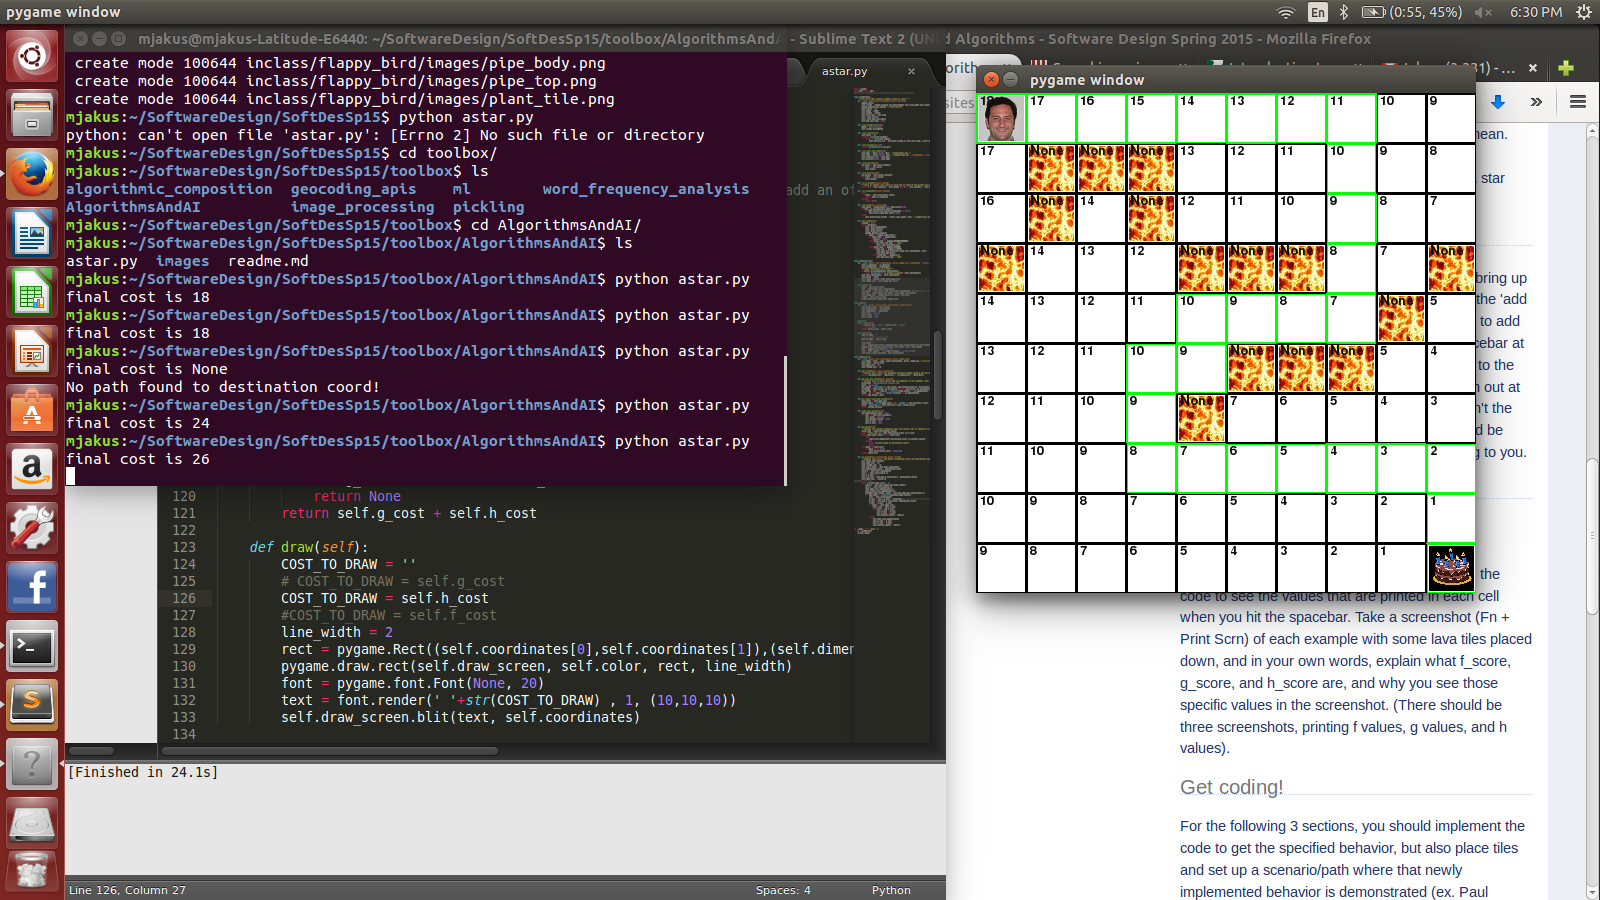 pygame window
En
(0:55, 45%)
6:30 PM
mjakus@mjakus-Latitude-E6440: ~/SoftwareDesign/SoftDesSp15/toolbox/AlgorithmsAnd
- Sublime Text 2 (UN
d Algorithms - Software Design Spring 2015 - Mozilla Firefox
create mode 100644 inclass/flappy_bird/images/pipe_body.png
create mode 100644 inclass/flappy_bird/images/pipe_top.png
create mode 100644 inclass/flappy_bird/images/plant_tile.png
mjakus:~/SoftwareDesign/SoftDesSp15$ python astar.py
python: can't open file 'astar.py': [Errno 2] No such file or directory
mjakus:~/SoftwareDesign/SoftDesSp15$ cd toolbox/
mjakus:~/SoftwareDesign/SoftDesSp15/toolbox$ ls
algorithmic_composition geocoding_apis ml word_frequency_analysis
AlgorithmsAndAI image_processing pickling
mjakus:~/SoftwareDesign/SoftDesSp15/toolbox$ cd AlgorithmsAndAI/
mjakus:~/SoftwareDesign/SoftDesSp15/toolbox/AlgorithmsAndAI$ ls
astar.py images readme.md
mjakus:~/SoftwareDesign/SoftDesSp15/toolbox/AlgorithmsAndAI$ python astar.py
final cost is 18
mjakus:~/SoftwareDesign/SoftDesSp15/toolbox/AlgorithmsAndAI$ python astar.py
final cost is 18
mjakus:~/SoftwareDesign/SoftDesSp15/toolbox/AlgorithmsAndAI$ python astar.py
final cost is None
No path found to destination coord!
mjakus:~/SoftwareDesign/SoftDesSp15/toolbox/AlgorithmsAndAI$ python astar.py
final cost is 24
mjakus:~/SoftwareDesign/SoftDesSp15/toolbox/AlgorithmsAndAI$ python astar.py
final cost is 26
astar.py ×
add an of
120 return None
121 return self.g_cost + self.h_cost
122
123 def draw(self):
124 COST_TO_DRAW = ''
125 # COST_TO_DRAW = self.g_cost
126 COST_TO_DRAW = self.h_cost
127 #COST_TO_DRAW = self.f_cost
128 line_width = 2
129 rect = pygame.Rect((self.coordinates[0],self.coordinates[1]),(self.dimen
130 pygame.draw.rect(self.draw_screen, self.color, rect, line_width)
131 font = pygame.font.Font(None, 20)
132 text = font.render(' '+str(COST_TO_DRAW) , 1, (10,10,10))
133 self.draw_screen.blit(text, self.coordinates)
134
[Finished in 24.1s]
Line 126, Column 27
Spaces: 4
Python
pygame window
18 17 16 15 14 13 12 11 10 9
17 None None None 13 12 11 10 9 8
16 None 14 None 12 11 10 9 8 7
None 14 13 12 None None None 8 7 None
14 13 12 11 10 9 8 7 None 5
13 12 11 10 9 None None None 5 4
12 11 10 9 None 7 6 5 4 3
11 10 9 8 7 6 5 4 3 2
10 9 8 7 6 5 4 3 2 1
9 8 7 6 5 4 3 2 1
sites
ean.
star
bring up
the 'add
to add
cebar at
to the
out at
n't the
d be
g to you.
the
code to see the values that are printed in each cell
when you hit the spacebar. Take a screenshot (Fn +
Print Scrn) of each example with some lava tiles placed
down, and in your own words, explain what f_score,
g_score, and h_score are, and why you see those
specific values in the screenshot. (There should be
three screenshots, printing f values, g values, and h
values).
Get coding!
For the following 3 sections, you should implement the
code to get the specified behavior, but also place tiles
and set up a scenario/path where that newly
implemented behavior is demonstrated (ex. Paul